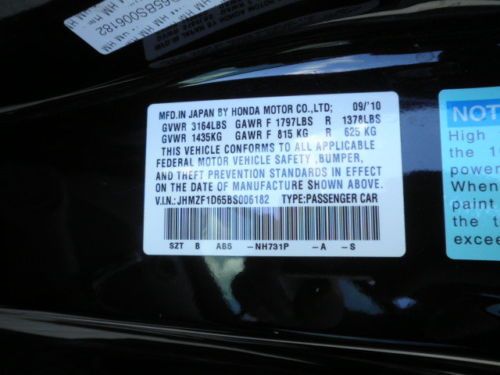 65BS006182
MFD.IN JAPAN BY HONDA MOTOR CO.,LTD; 09/'10
GVWR 3164LBS GAWR F 1797LBS R 1378LBS
GVWR 1435KG GAWR F 815 KG R 625 KG
THIS VEHICLE CONFORMS TO ALL APPLICABLE
FEDERAL MOTOR VEHICLE SAFETY ,BUMPER,
AND THEFT PREVENTION STANDARDS IN EFFECT
ON THE DATE OF MANUFACTURE SHOWN ABOVE.
V.I.N.:JHMZF1D65BS006182 TYPE:PASSENGER CAR
SZT B AB5 -NH731P -A -S
NOT
High
the 10
power
When
paint
the t
excee